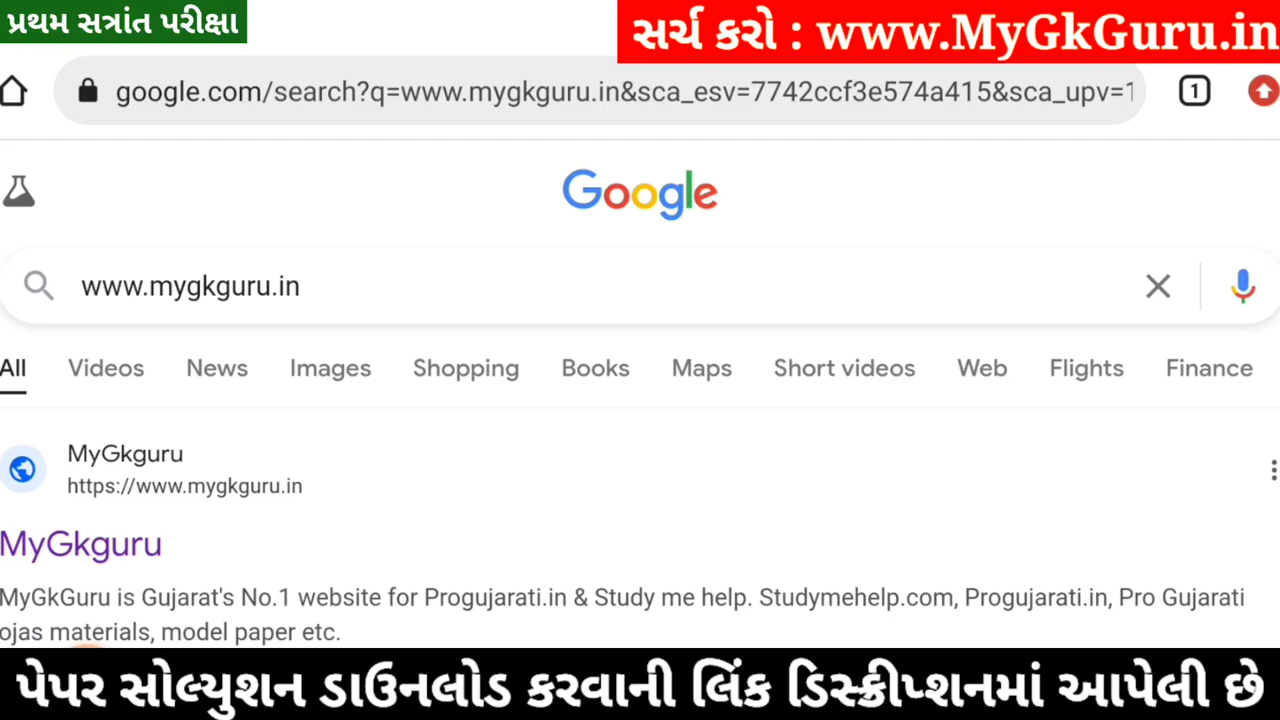 પ્રથમ સત્રાંત પરીક્ષા
સર્ચ કરો : www.MyGkGuru.in
google.com/search?q=www.mygkguru.in&sca_esv=7742ccf3e574a415&sca_upv=1
1
Google
www.mygkguru.in
All Videos News Images Shopping Books Maps Short videos Web Flights Finance
MyGkguru
https://www.mygkguru.in
MyGkguru
MyGkGuru is Gujarat's No.1 website for Progujarati.in & Study me help. Studymehelp.com, Progujarati.in, Pro Gujarati
ojas materials, model paper etc.
પેપર સોલ્યુશન ડાઉનલોડ કરવાની લિંક ડિસ્ક્રીપ્શનમાં આપેલી છે